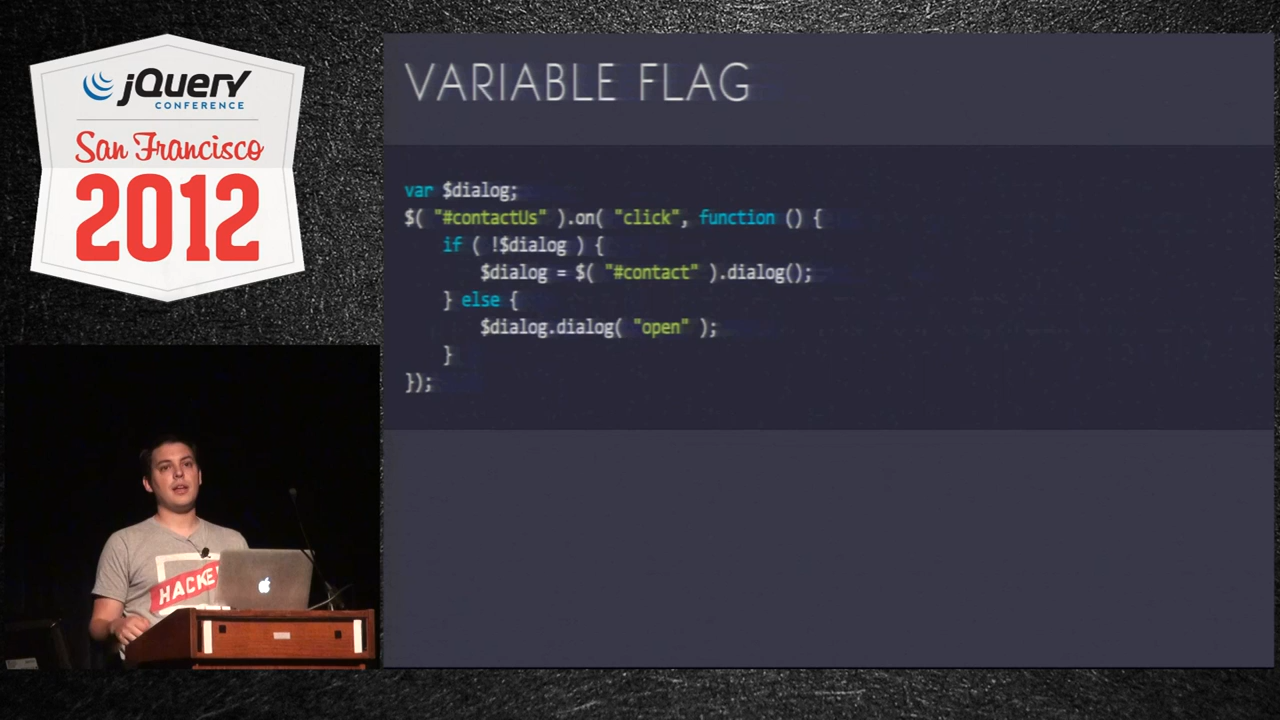 jQuery
CONFERENCE
San Francisco
2012
VARIABLE FLAG
var $dialog;
$( "#contactUs" ).on( "click", function () {
if ( !$dialog ) {
$dialog = $( "#contact" ).dialog();
} else {
$dialog.dialog( "open" );
}
});
HACKE